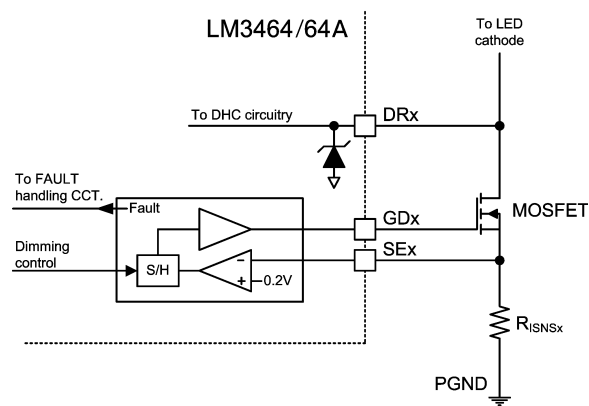 LM3464/64A
To LED
cathode
To DHC circuitry
DRx
To FAULT
handling CCT.
Fault
GDx
MOSFET
Dimming
control
S/H
−
+
0.2V
SEx
RISNSx
PGND